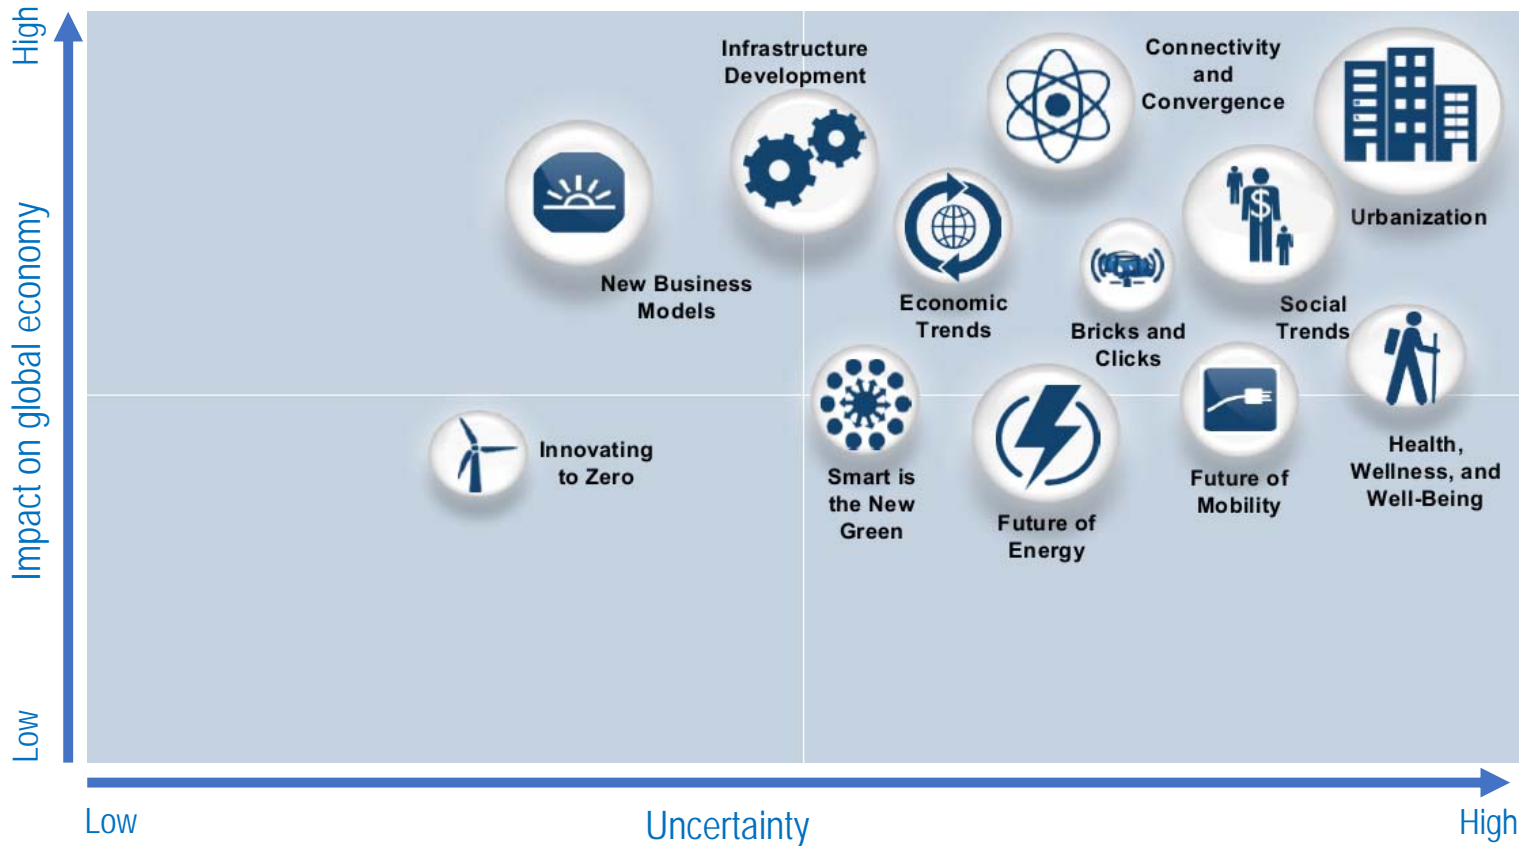 High
Impact on global economy
Low
Infrastructure
Development
Connectivity
and
Convergence
Urbanization
New Business
Models
Economic
Trends
Bricks and
Clicks
Social
Trends
Innovating
to Zero
Smart is
the New
Green
Future of
Energy
Future of
Mobility
Health,
Wellness, and
Well-Being
$
Low
Uncertainty
High